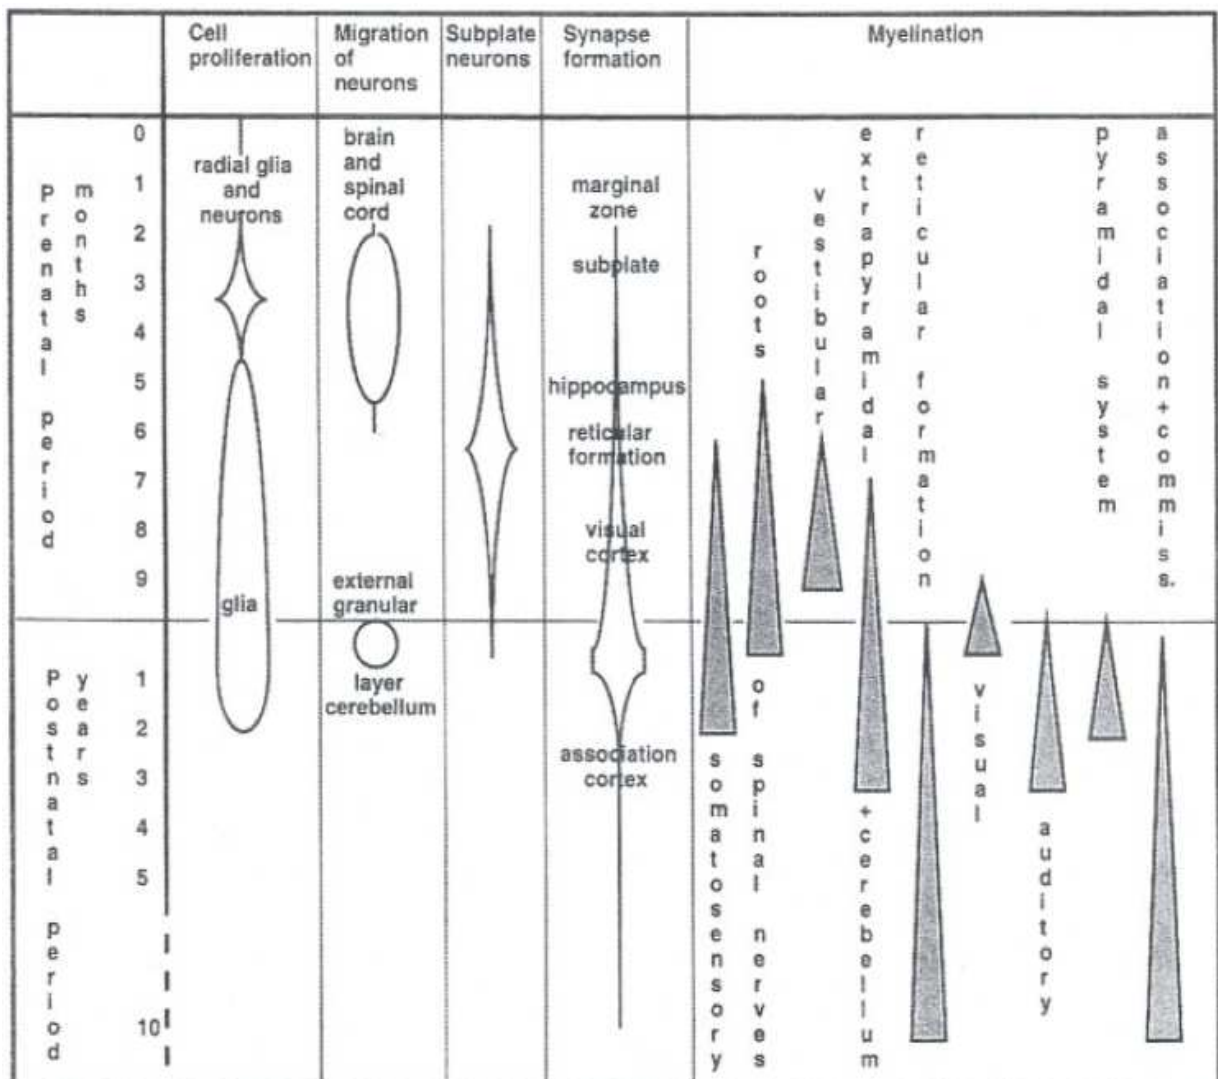 Cell proliferation
Migration of neurons
Subplate neurons
Synapse formation
Myelination
Prenatal period
months
0
1
2
3
4
5
6
7
8
9
Postnatal period
years
1
2
3
4
5
10
radial glia
and
neurons
glia
brain
and
spinal
cord
external
granular
layer
cerebellum
marginal
zone
subplate
hippocampus
reticular
formation
visual
cortex
association
cortex
somatosensory
roots
of spinal nerves
vestibular
extrapyramidal
+cerebellum
reticular formation
visual
auditory
pyramidal system
association+commiss.